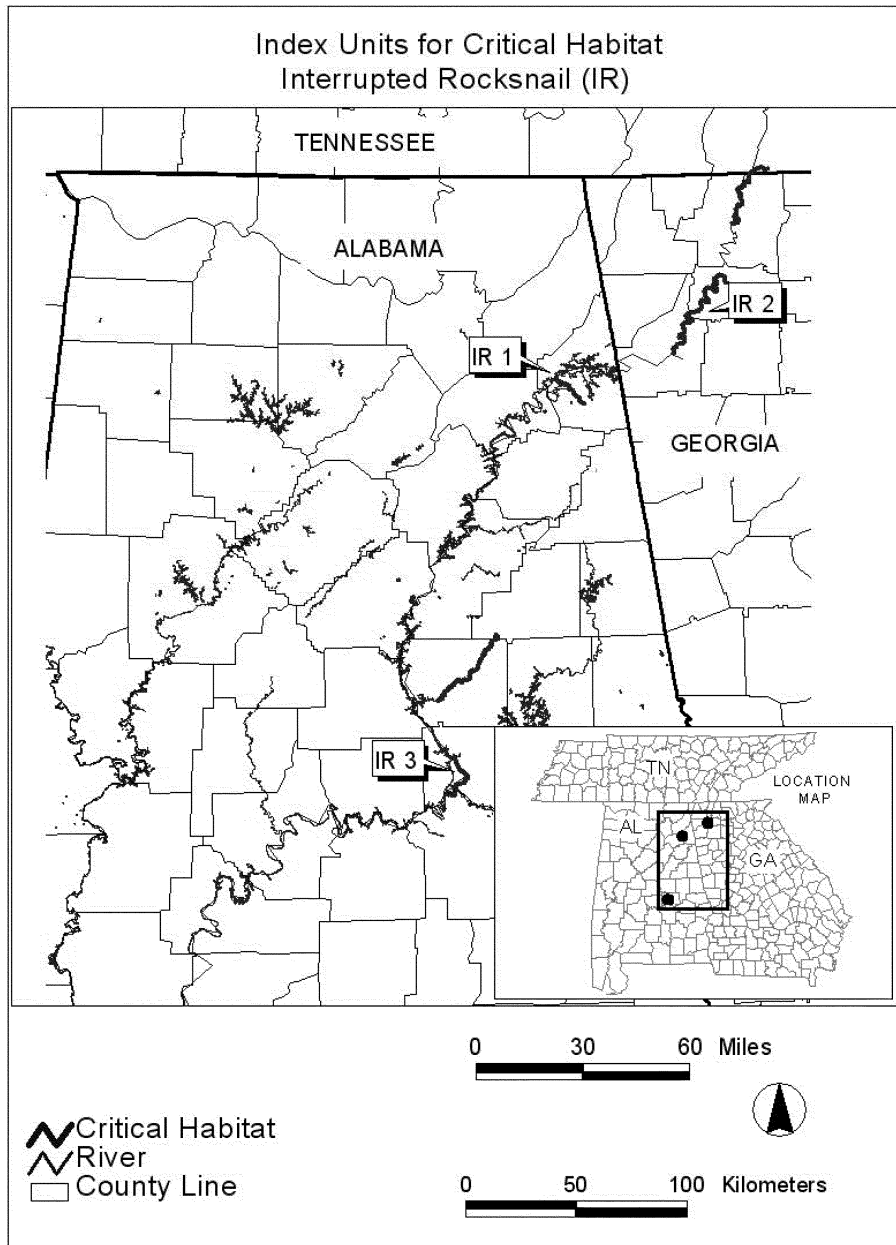 Index Units for Critical Habitat
Interrupted Rocksnail (IR)
TENNESSEE
ALABAMA
IR 2
IR 1
GEORGIA
IR 3
TN
LOCATION
MAP
AL
GA
0 30 60 Miles
Critical Habitat
River
County Line
0 50 100 Kilometers